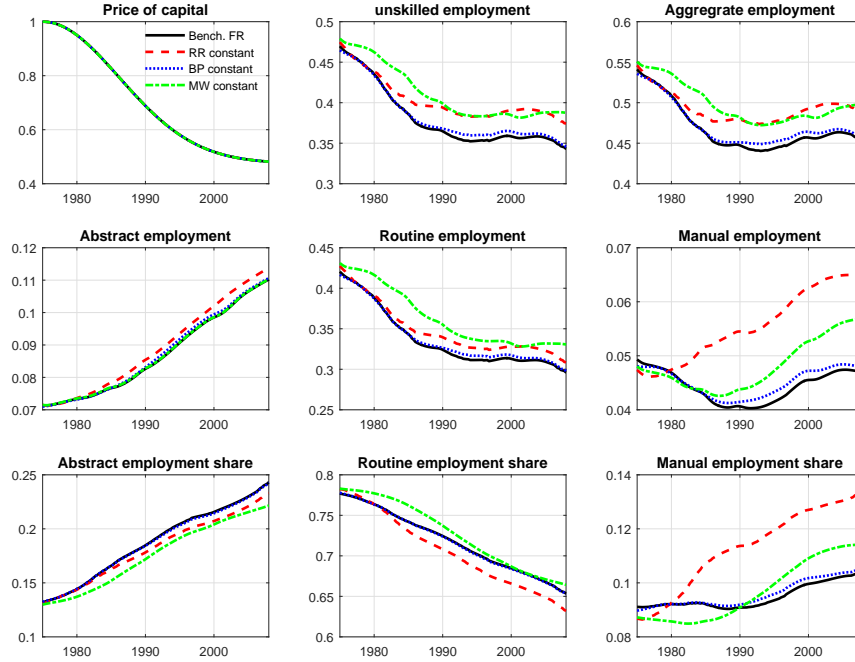 Price of capital
1
0.8
0.6
0.4
1980 1990 2000
Bench. FR
RR constant
BP constant
MW constant
unskilled employment
0.5
0.45
0.4
0.35
0.3
1980 1990 2000
Aggregrate employment
0.6
0.55
0.5
0.45
0.4
1980 1990 2000
Abstract employment
0.12
0.11
0.1
0.09
0.08
0.07
1980 1990 2000
Routine employment
0.45
0.4
0.35
0.3
0.25
1980 1990 2000
Manual employment
0.07
0.06
0.05
0.04
1980 1990 2000
Abstract employment share
0.25
0.2
0.15
0.1
1980 1990 2000
Routine employment share
0.8
0.75
0.7
0.65
0.6
1980 1990 2000
Manual employment share
0.14
0.12
0.1
0.08
1980 1990 2000